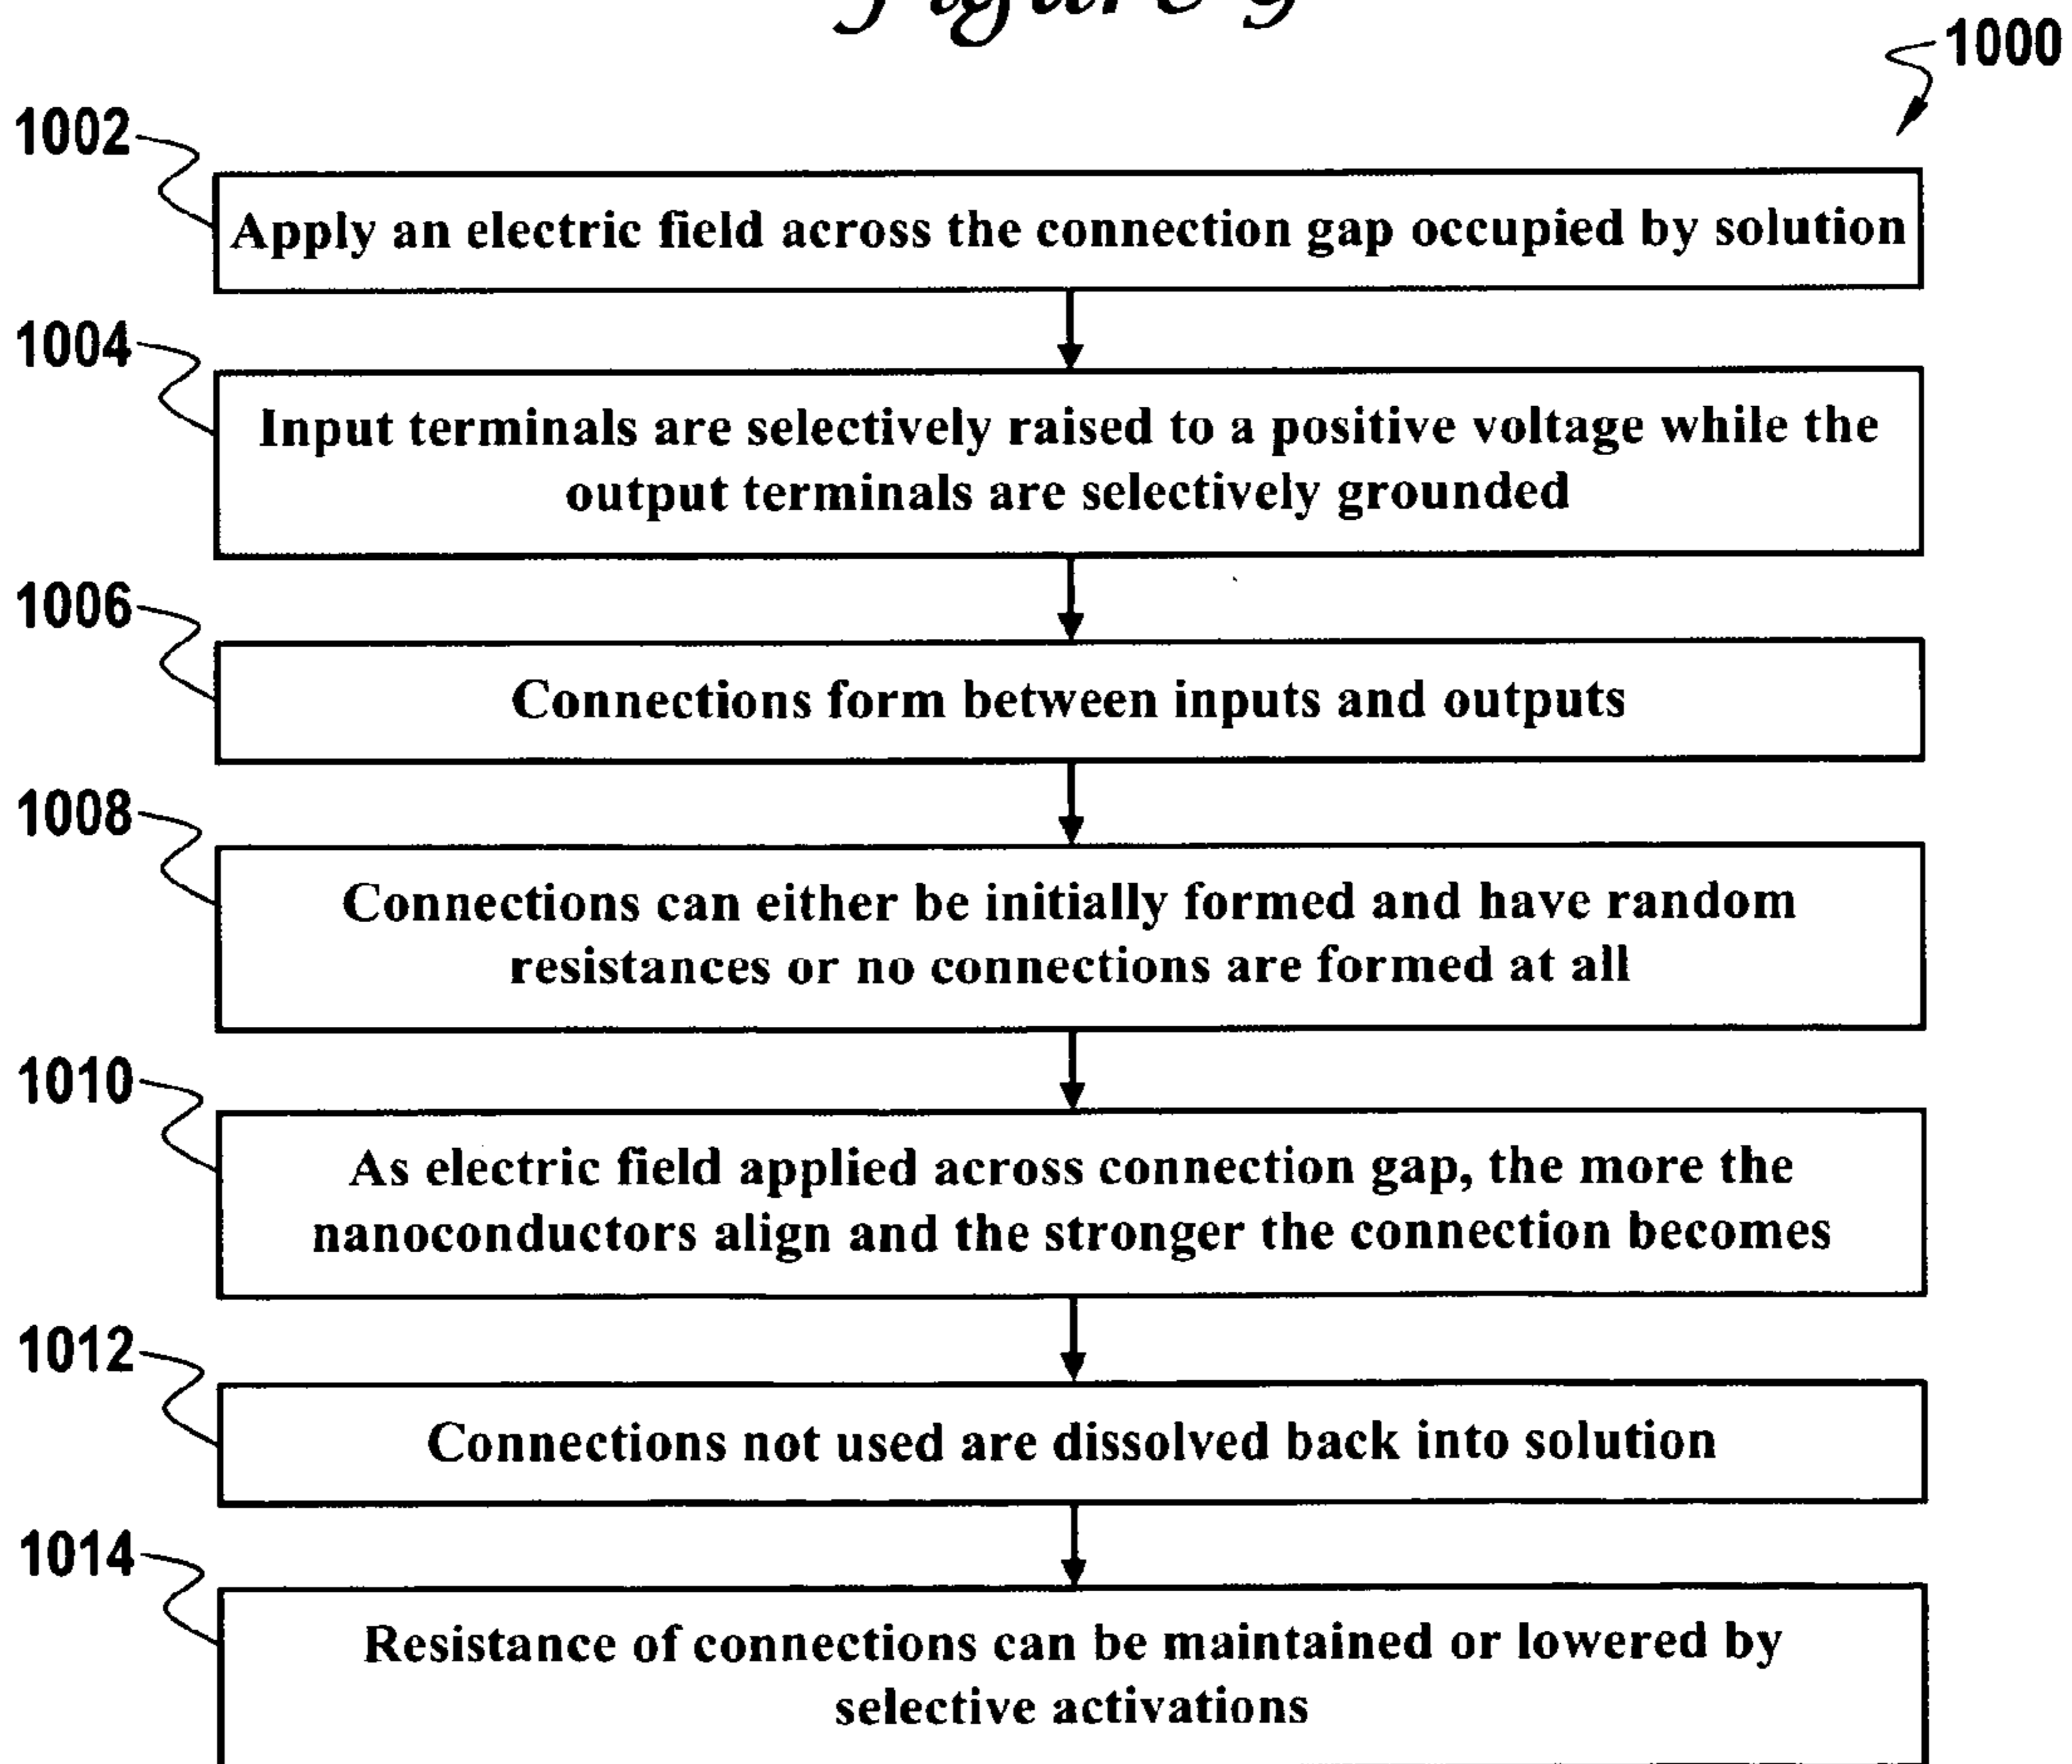 Figure 9
1000
1002
Apply an electric field across the connection gap occupied by solution
1004
Input terminals are selectively raised to a positive voltage while the
output terminals are selectively grounded
1006
Connections form between inputs and outputs
1008
Connections can either be initially formed and have random
resistances or no connections are formed at all
1010
As electric field applied across connection gap, the more the
nanoconductors align and the stronger the connection becomes
1012
Connections not used are dissolved back into solution
1014
Resistance of connections can be maintained or lowered by
selective activations